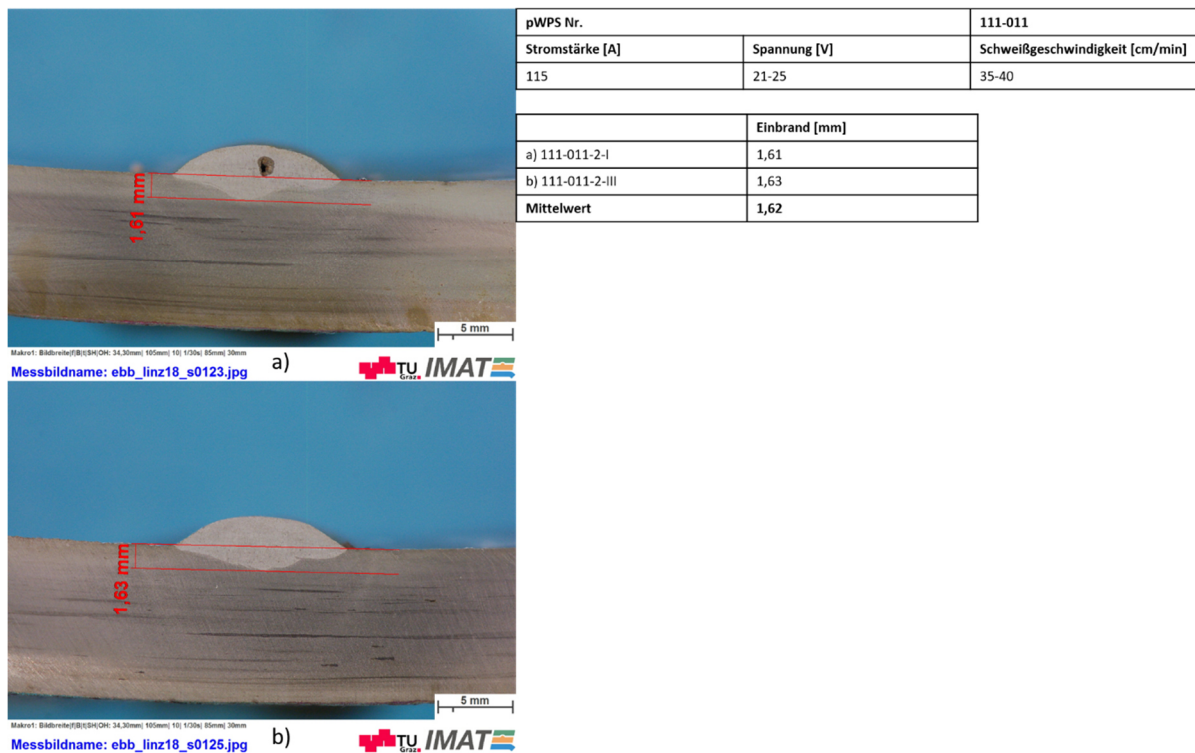 1,61 mm
5 mm
Makro1: Bildbreite|f|B|t|SH|OH: 34,30mm| 105mm| 10| 1/30s| 85mm| 30mm
a)
Messbildname: ebb_linz18_s0123.jpg
TU
Graz
IMAT
1,63 mm
5 mm
Makro1: Bildbreite|f|B|t|SH|OH: 34,30mm| 105mm| 10| 1/30s| 85mm| 30mm
b)
Messbildname: ebb_linz18_s0125.jpg
TU
Graz
IMAT
pWPS Nr. 111-011
Stromstärke [A] Spannung [V] Schweißgeschwindigkeit [cm/min]
115 21-25 35-40
Einbrand [mm]
a) 111-011-2-I 1,61
b) 111-011-2-III 1,63
Mittelwert 1,62